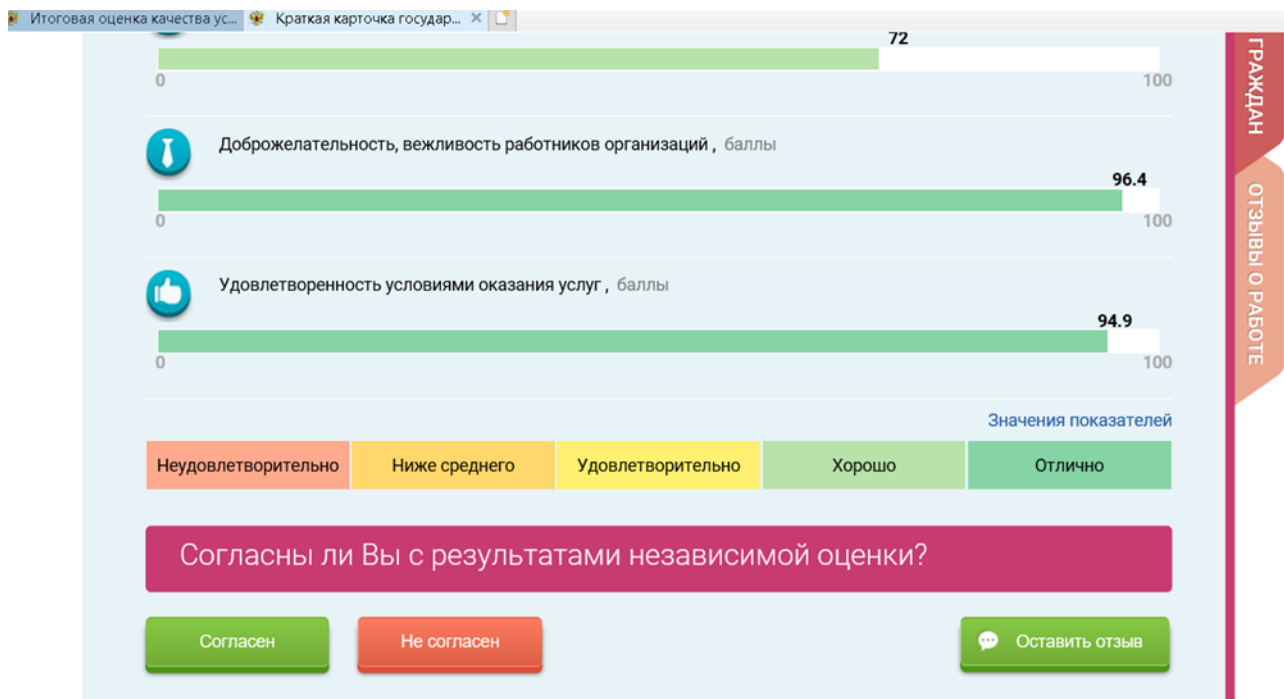 Итоговая оценка качества ус... Краткая карточка государ...
72
0 100
Доброжелательность, вежливость работников организаций , баллы
96.4
0 100
Удовлетворенность условиями оказания услуг , баллы
94.9
0 100
Значения показателей
Неудовлетворительно Ниже среднего Удовлетворительно Хорошо Отлично
Согласны ли Вы с результатами независимой оценки?
Согласен Не согласен Оставить отзыв
ГРАЖДАН
ОТЗЫВЫ О РАБОТЕ